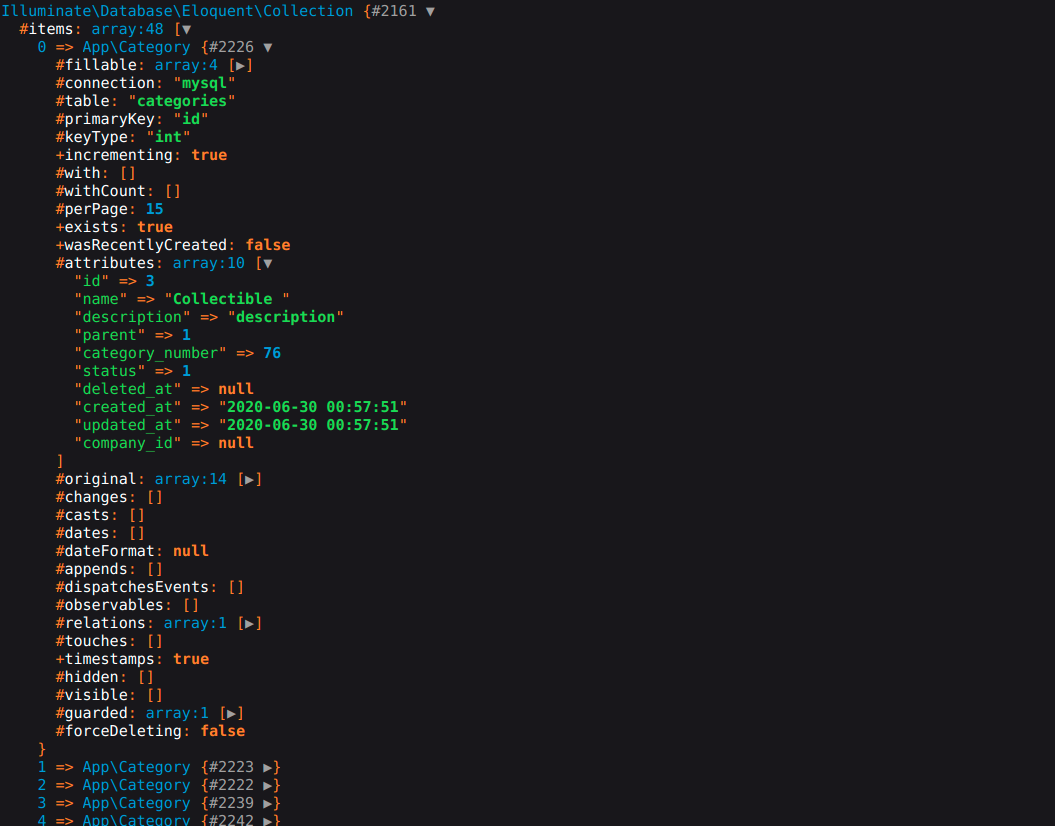 Illuminate\Database\Eloquent\Collection {#2161 ▼
  #items: array:48 [▼
    0 => App\Category {#2226 ▼
      #fillable: array:4 [▶]
      #connection: "mysql"
      #table: "categories"
      #primaryKey: "id"
      #keyType: "int"
      +incrementing: true
      #with: []
      #withCount: []
      #perPage: 15
      +exists: true
      +wasRecentlyCreated: false
      #attributes: array:10 [▼
        "id" => 3
        "name" => "Collectible "
        "description" => "description"
        "parent" => 1
        "category_number" => 76
        "status" => 1
        "deleted_at" => null
        "created_at" => "2020-06-30 00:57:51"
        "updated_at" => "2020-06-30 00:57:51"
        "company_id" => null
      ]
      #original: array:14 [▶]
      #changes: []
      #casts: []
      #dates: []
      #dateFormat: null
      #appends: []
      #dispatchesEvents: []
      #observables: []
      #relations: array:1 [▶]
      #touches: []
      +timestamps: true
      #hidden: []
      #visible: []
      #guarded: array:1 [▶]
      #forceDeleting: false
    }
    1 => App\Category {#2223 ▶}
    2 => App\Category {#2222 ▶}
    3 => App\Category {#2239 ▶}
    4 => App\Category {#2242 ▶}